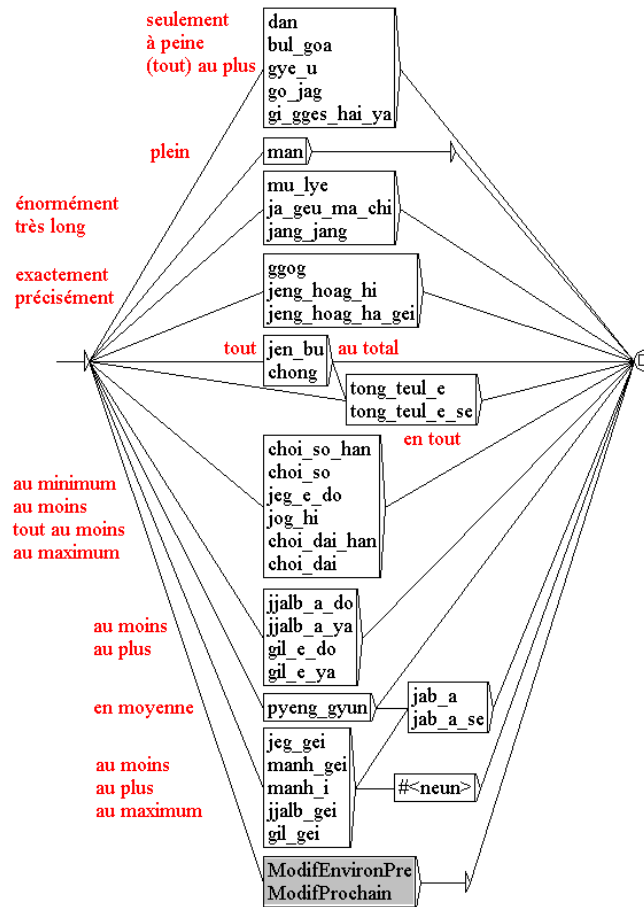 seulement
à peine
(tout) au plus
dan
bul_goa
gye_u
go_jag
gi_gges_hai_ya
plein
man
énormément
très long
mu_lye
ja_geu_ma_chi
jang_jang
exactement
précisément
ggog
jeng_hoag_hi
jeng_hoag_ha_gei
tout
jen_bu
chong
au total
tong_teul_e
tong_teul_e_se
en tout
au minimum
au moins
tout au moins
au maximum
choi_so_han
choi_so
jeg_e_do
jog_hi
choi_dai_han
choi_dai
au moins
au plus
jjalb_a_do
jjalb_a_ya
gil_e_do
gil_e_ya
en moyenne
pyeng_gyun
jab_a
jab_a_se
au moins
au plus
au maximum
jeg_gei
manh_gei
manh_i
jjalb_gei
gil_gei
#<neun>
ModifEnvironPre
ModifProchain